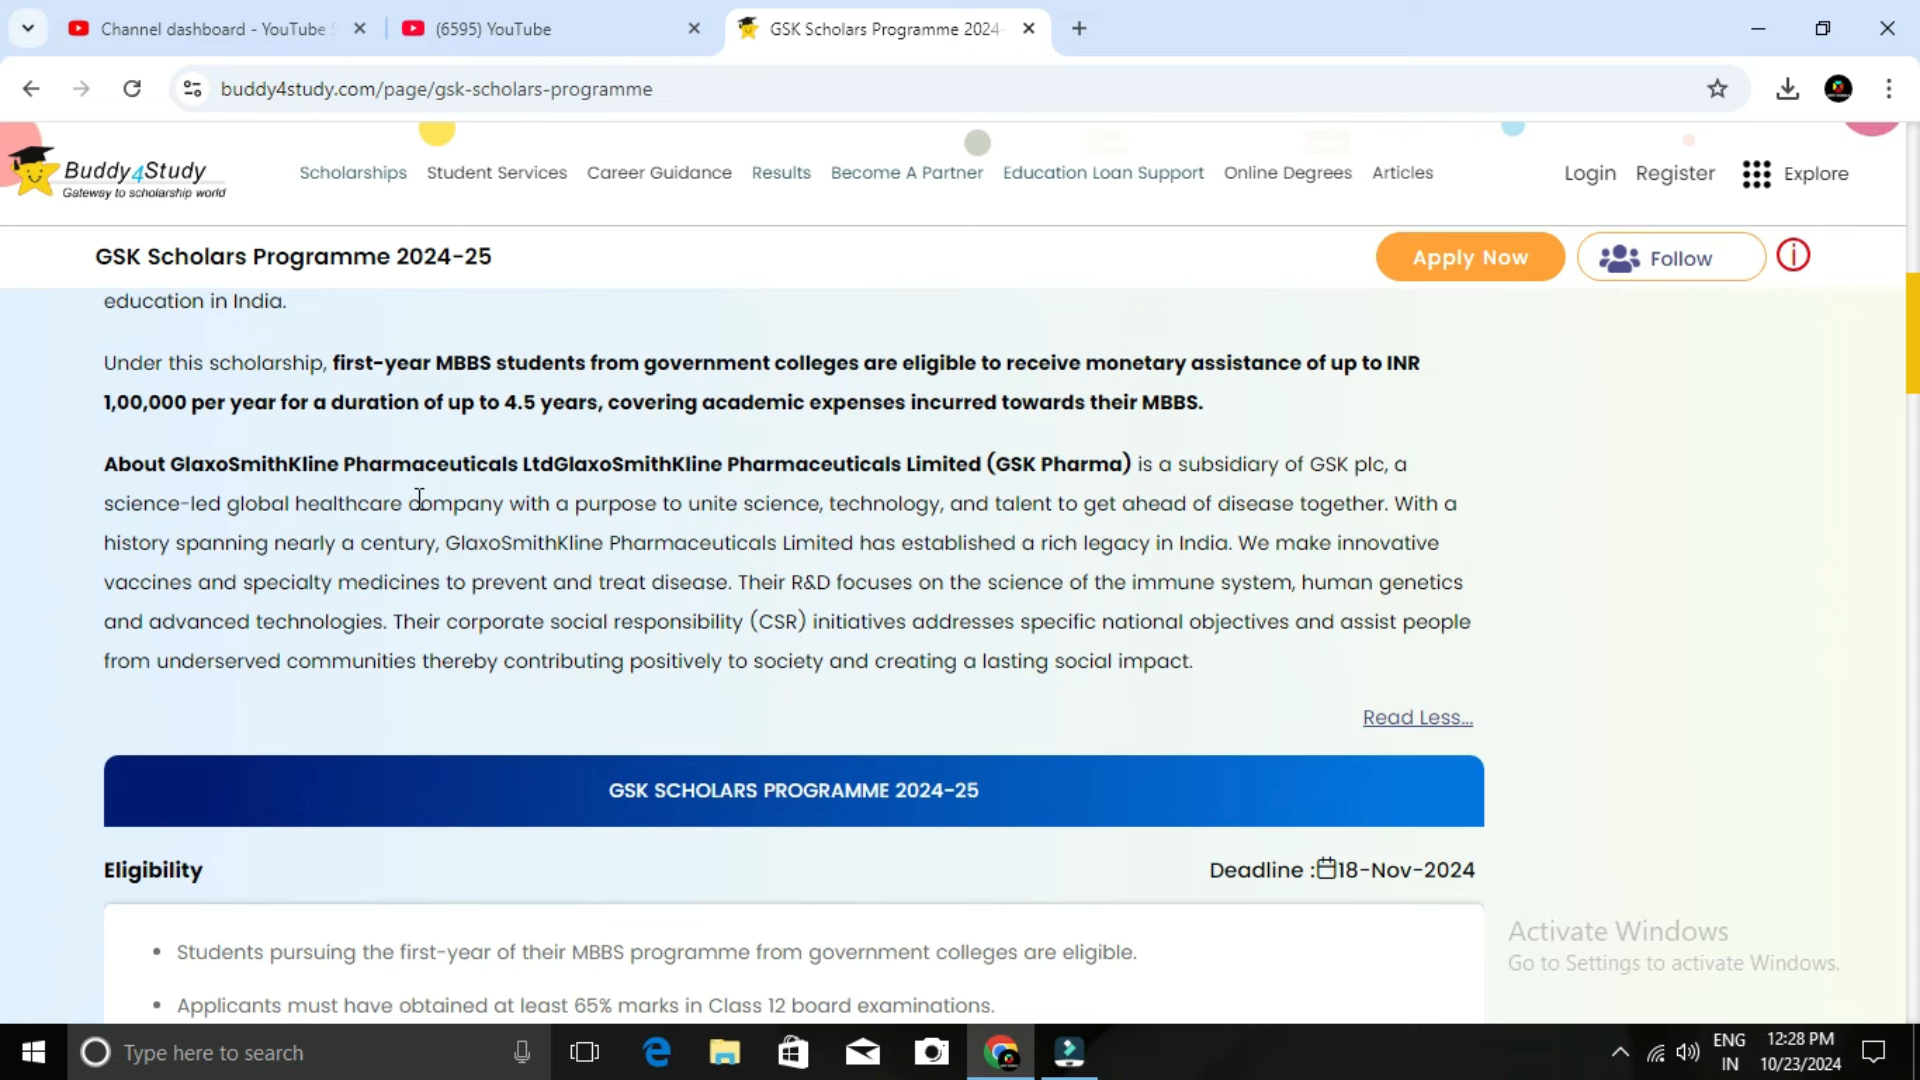 Channel dashboard - YouTube
(6595) YouTube
GSK Scholars Programme 2024-
buddy4study.com/page/gsk-scholars-programme
Buddy4Study
Gateway to scholarship world
Scholarships
Student Services
Career Guidance
Results
Become A Partner
Education Loan Support
Online Degrees
Articles
Login
Register
Explore
GSK Scholars Programme 2024-25
Apply Now
Follow
education in India.
Under this scholarship, first-year MBBS students from government colleges are eligible to receive monetary assistance of up to INR
1,00,000 per year for a duration of up to 4.5 years, covering academic expenses incurred towards their MBBS.
About GlaxoSmithKline Pharmaceuticals LtdGlaxoSmithKline Pharmaceuticals Limited (GSK Pharma) is a subsidiary of GSK plc, a
science-led global healthcare company with a purpose to unite science, technology, and talent to get ahead of disease together. With a
history spanning nearly a century, GlaxoSmithKline Pharmaceuticals Limited has established a rich legacy in India. We make innovative
vaccines and specialty medicines to prevent and treat disease. Their R&D focuses on the science of the immune system, human genetics
and advanced technologies. Their corporate social responsibility (CSR) initiatives addresses specific national objectives and assist people
from underserved communities thereby contributing positively to society and creating a lasting social impact.
Read Less...
GSK SCHOLARS PROGRAMME 2024-25
Eligibility
Deadline :18-Nov-2024
• Students pursuing the first-year of their MBBS programme from government colleges are eligible.
• Applicants must have obtained at least 65% marks in Class 12 board examinations.
Activate Windows
Go to Settings to activate Windows.
Type here to search
ENG
IN
12:28 PM
10/23/2024